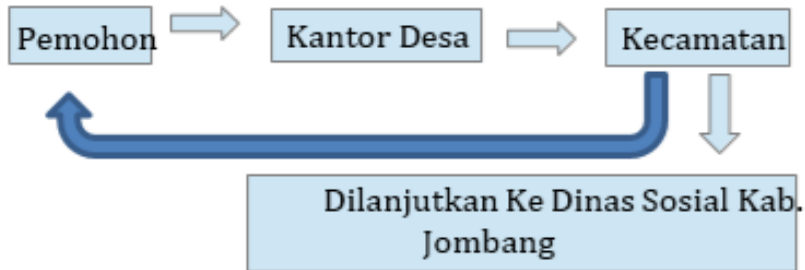 Pemohon
Kantor Desa
Kecamatan
Dilanjutkan Ke Dinas Sosial Kab.
Jombang